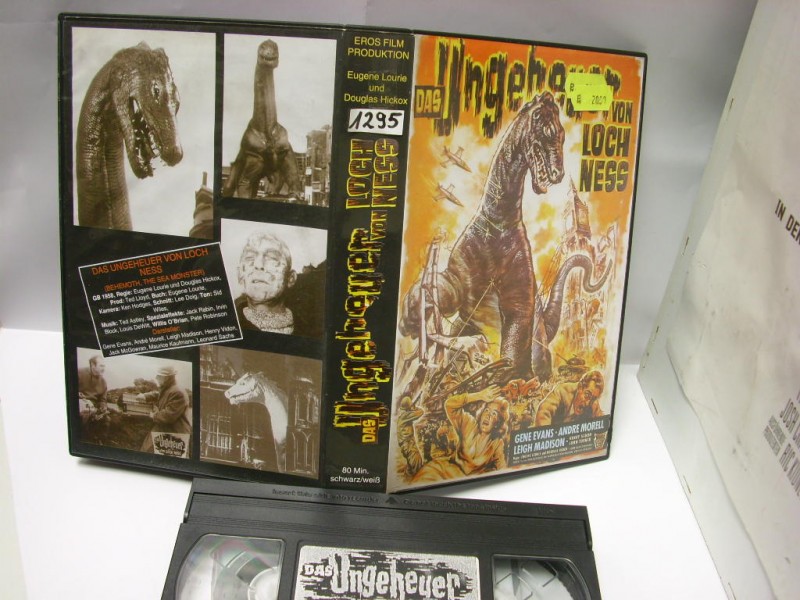 DAS UNGEHEUER VON LOCH
NESS
(BEHEMOTH, THE SEA MONSTER)
GB 1958, Regie: Eugene Lourie und Douglas Hickox,
Prod: Ted Lloyd, Buch: Eugene Lourie,
Kamera: Ken Hodges, Schnitt: Lee Doig, Ton: Sid
Wiles,
Musik: Ted Astley, Spezialeffekte: Jack Rabin, Irvin
Block, Louis DeWitt, Willis O'Brian, Pete Robinson
Darsteller:
Gene Evans, André Morell, Leigh Madison, Henry Vidon,
Jack McGowran, Maurice Kaufmann, Leonard Sachs
Ungeheuer
EROS FILM
PRODUKTION
Eugene Lourie
und
Douglas Hickox
1295
DAS Ungeheuer VON LOCH NESS
80 Min.
schwarz/weiß
DAS Ungeheuer
VON
LOCH
NESS
GENE EVANS · ANDRE MORELL
LEIGH MADISON ·
DAS Ungeheuer
IN DE